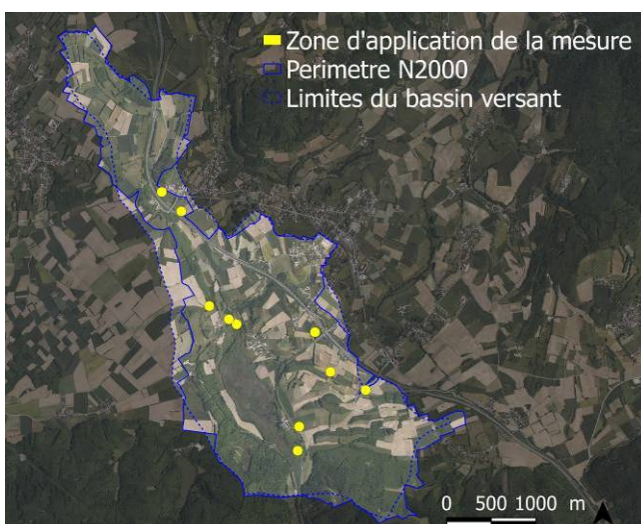 Zone d'application de la mesure
Perimetre N2000
Limites du bassin versant
0 500 1000 m